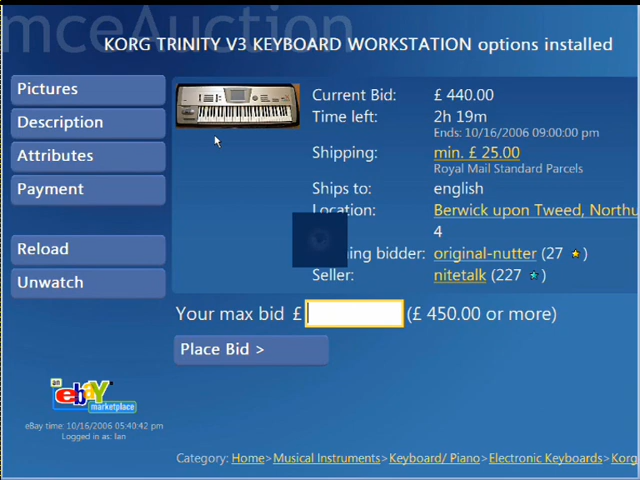 mceAuction
KORG TRINITY V3 KEYBOARD WORKSTATION options installed
Pictures
Description
Attributes
Payment
Reload
Unwatch
Current Bid: £ 440.00
Time left: 2h 19m
Ends: 10/16/2006 09:00:00 pm
Shipping: min. £ 25.00
Royal Mail Standard Parcels
Ships to: english
Location: Berwick upon Tweed, Northu
4
ning bidder: original-nutter (27 )
Seller: nitetalk (227 )
Your max bid £ (£ 450.00 or more)
Place Bid >
an
ebay
marketplace
eBay time: 10/16/2006 05:40:42 pm
Logged in as: Ian
Category: Home>Musical Instruments>Keyboard/ Piano>Electronic Keyboards>Korg